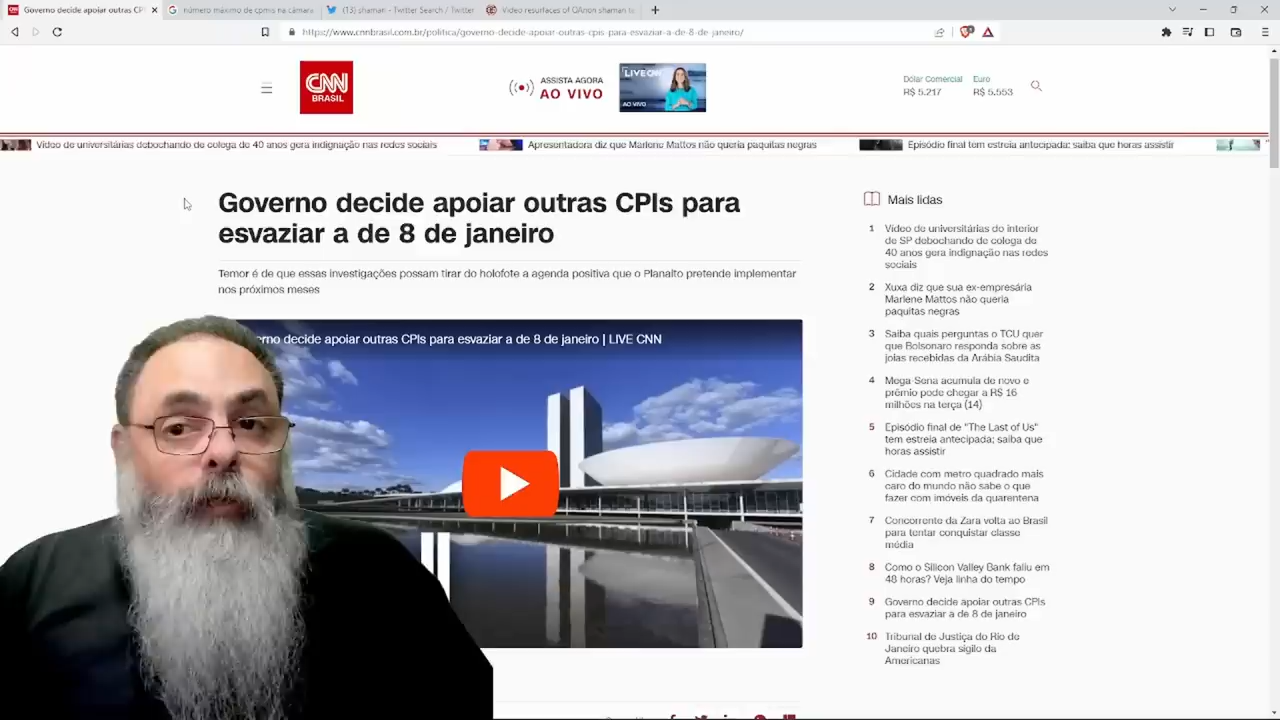 Governo decide apoiar outras CPI
número máximo de cpmis na câmara
(13) shaman - Twitter Search / Twitter
Video resurfaces of QAnon shaman to
https://www.cnnbrasil.com.br/politica/governo-decide-apoiar-outras-cpis-para-esvaziar-a-de-8-de-janeiro/
CNN
BRASIL
ASSISTA AGORA
AO VIVO
LIVE CNN
AO VIVO
Dólar Comercial Euro
R$ 5.217 R$ 5.553
Vídeo de universitárias debochando de colega de 40 anos gera indignação nas redes sociais
Apresentadora diz que Marlene Mattos não queria paquitas negras
Episódio final tem estreia antecipada; saiba que horas assistir
Governo decide apoiar outras CPIs para
esvaziar a de 8 de janeiro
Temor é de que essas investigações possam tirar do holofote a agenda positiva que o Planalto pretende implementar
nos próximos meses
erno decide apoiar outras CPIs para esvaziar a de 8 de janeiro | LIVE CNN
Mais lidas
1 Vídeo de universitárias do interior
de SP debochando de colega de
40 anos gera indignação nas redes
sociais
2 Xuxa diz que sua ex-empresária
Marlene Mattos não queria
paquitas negras
3 Saiba quais perguntas o TCU quer
que Bolsonaro responda sobre as
joias recebidas da Arábia Saudita
4 Mega-Sena acumula de novo e
prêmio pode chegar a R$ 16
milhões na terça (14)
5 Episódio final de "The Last of Us"
tem estreia antecipada; saiba que
horas assistir
6 Cidade com metro quadrado mais
caro do mundo não sabe o que
fazer com imóveis da quarentena
7 Concorrente da Zara volta ao Brasil
para tentar conquistar classe
média
8 Como o Silicon Valley Bank faliu em
48 horas? Veja linha do tempo
9 Governo decide apoiar outras CPIs
para esvaziar a de 8 de janeiro
10 Tribunal de Justiça do Rio de
Janeiro quebra sigilo da
Americanas